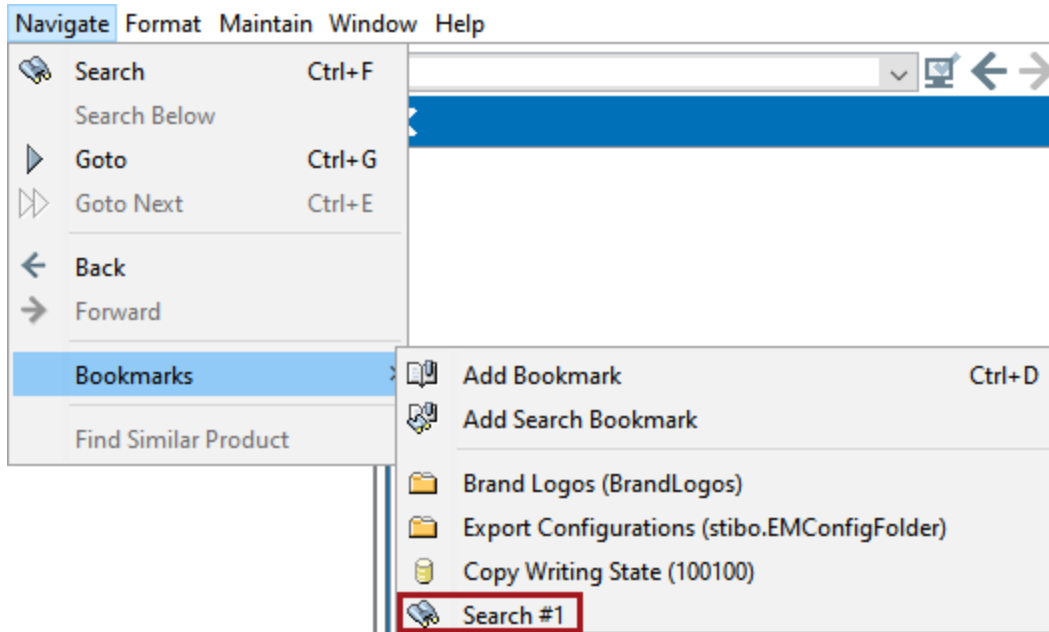 Navigate Format Maintain Window Help
Search Ctrl+F
Search Below
Goto Ctrl+G
Goto Next Ctrl+E
Back
Forward
Bookmarks
Add Bookmark Ctrl+D
Add Search Bookmark
Find Similar Product
Brand Logos (BrandLogos)
Export Configurations (stibo.EMConfigFolder)
Copy Writing State (100100)
Search #1